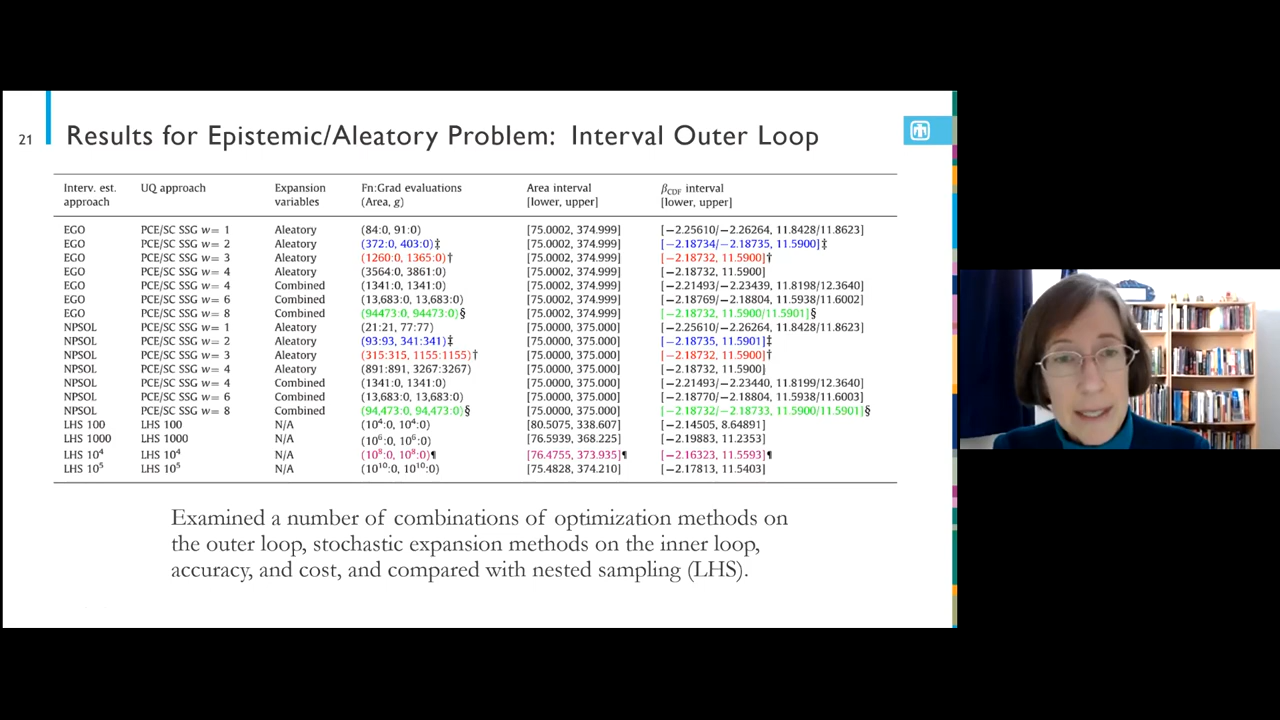 21
Results for Epistemic/Aleatory Problem: Interval Outer Loop
Interv. est. approach UQ approach Expansion variables Fn:Grad evaluations (Area, g) Area interval [lower, upper] βCDF interval [lower, upper]
EGO PCE/SC SSG w= 1 Aleatory (84:0, 91:0) [75.0002, 374.999] [−2.25610/−2.26264, 11.8428/11.8623]
EGO PCE/SC SSG w= 2 Aleatory (372:0, 403:0)‡ [75.0002, 374.999] [−2.18734/−2.18735, 11.5900]‡
EGO PCE/SC SSG w= 3 Aleatory (1260:0, 1365:0)† [75.0002, 374.999] [−2.18732, 11.5900]†
EGO PCE/SC SSG w= 4 Aleatory (3564:0, 3861:0) [75.0002, 374.999] [−2.18732, 11.5900]
EGO PCE/SC SSG w= 4 Combined (1341:0, 1341:0) [75.0002, 374.999] [−2.21493/−2.23439, 11.8198/12.3640]
EGO PCE/SC SSG w= 6 Combined (13,683:0, 13,683:0) [75.0002, 374.999] [−2.18769/−2.18804, 11.5938/11.6002]
EGO PCE/SC SSG w= 8 Combined (94473:0, 94473:0)§ [75.0002, 374.999] [−2.18732, 11.5900/11.5901]§
NPSOL PCE/SC SSG w= 1 Aleatory (21:21, 77:77) [75.0000, 375.000] [−2.25610/−2.26264, 11.8428/11.8623]
NPSOL PCE/SC SSG w= 2 Aleatory (93:93, 341:341)‡ [75.0000, 375.000] [−2.18735, 11.5901]‡
NPSOL PCE/SC SSG w= 3 Aleatory (315:315, 1155:1155)† [75.0000, 375.000] [−2.18732, 11.5900]†
NPSOL PCE/SC SSG w= 4 Aleatory (891:891, 3267:3267) [75.0000, 375.000] [−2.18732, 11.5900]
NPSOL PCE/SC SSG w= 4 Combined (1341:0, 1341:0) [75.0000, 375.000] [−2.21493/−2.23440, 11.8199/12.3640]
NPSOL PCE/SC SSG w= 6 Combined (13,683:0, 13,683:0) [75.0000, 375.000] [−2.18770/−2.18804, 11.5938/11.6003]
NPSOL PCE/SC SSG w= 8 Combined (94,473:0, 94,473:0)§ [75.0000, 375.000] [−2.18732/−2.18733, 11.5900/11.5901]§
LHS 100 LHS 100 N/A (10⁴:0, 10⁴:0) [80.5075, 338.607] [−2.14505, 8.64891]
LHS 1000 LHS 1000 N/A (10⁶:0, 10⁶:0) [76.5939, 368.225] [−2.19883, 11.2353]
LHS 10⁴ LHS 10⁴ N/A (10⁸:0, 10⁸:0)¶ [76.4755, 373.935]¶ [−2.16323, 11.5593]¶
LHS 10⁵ LHS 10⁵ N/A (10¹⁰:0, 10¹⁰:0) [75.4828, 374.210] [−2.17813, 11.5403]
Examined a number of combinations of optimization methods on
the outer loop, stochastic expansion methods on the inner loop,
accuracy, and cost, and compared with nested sampling (LHS).